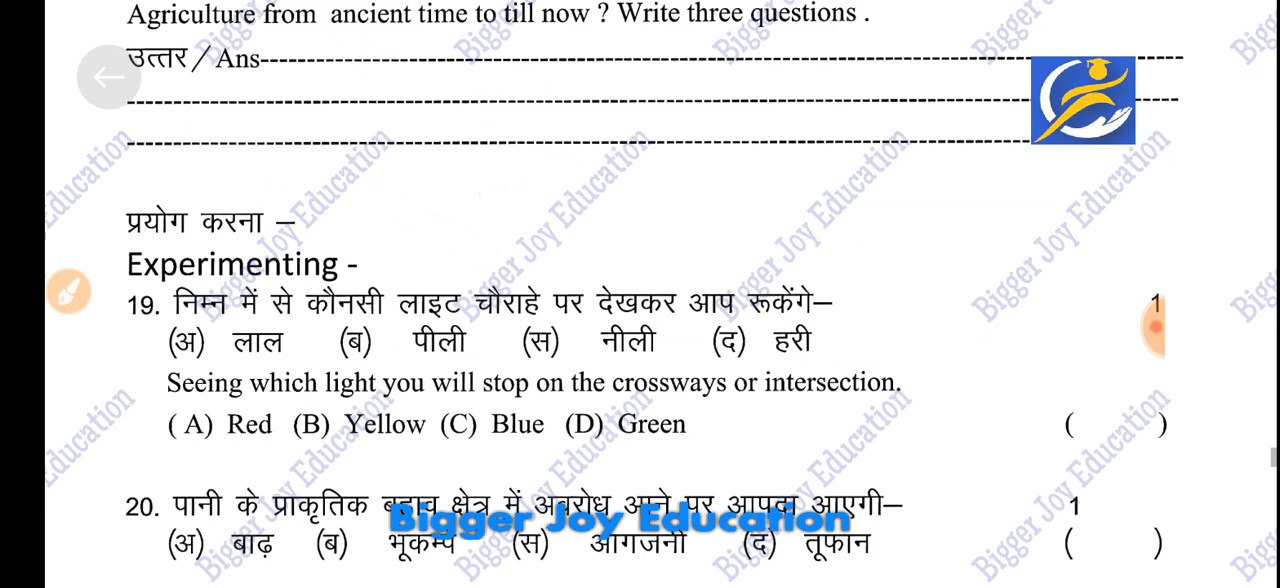 Agriculture from ancient time to till now ? Write three questions .
उत्तर / Ans-----------------------------------------------------------------
-----------------------------------------------------------------
-----------------------------------------------------------------
प्रयोग करना –
Experimenting -
19. निम्न में से कौनसी लाइट चौराहे पर देखकर आप रूकेंगे– 1
(अ) लाल (ब) पीली (स) नीली (द) हरी
Seeing which light you will stop on the crossways or intersection.
( A) Red (B) Yellow (C) Blue (D) Green ( )
20. पानी के प्राकृतिक बहाव क्षेत्र में अवरोध आने पर आपदा आएगी– 1
Bigger Joy Education
(अ) बाढ़ (ब) भूकम्प (स) आगजनी (द) तूफान ( )